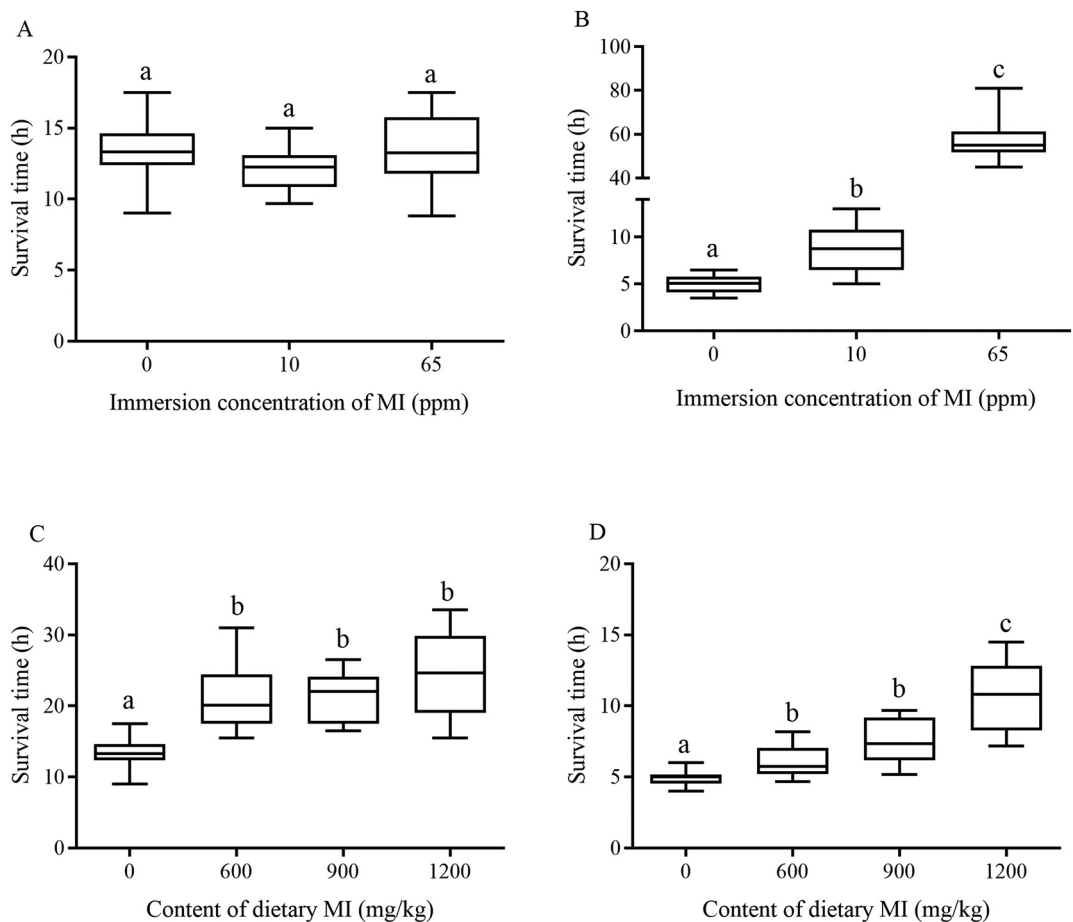 A
Survival time (h)
20
15
10
5
0
a
a
a
0
10
65
Immersion concentration of MI (ppm)
B
Survival time (h)
100
80
60
40
10
5
0
a
b
c
0
10
65
Immersion concentration of MI (ppm)
C
Survival time (h)
40
30
20
10
0
a
b
b
b
0
600
900
1200
Content of dietary MI (mg/kg)
D
Survival time (h)
20
15
10
5
0
a
b
b
c
0
600
900
1200
Content of dietary MI (mg/kg)